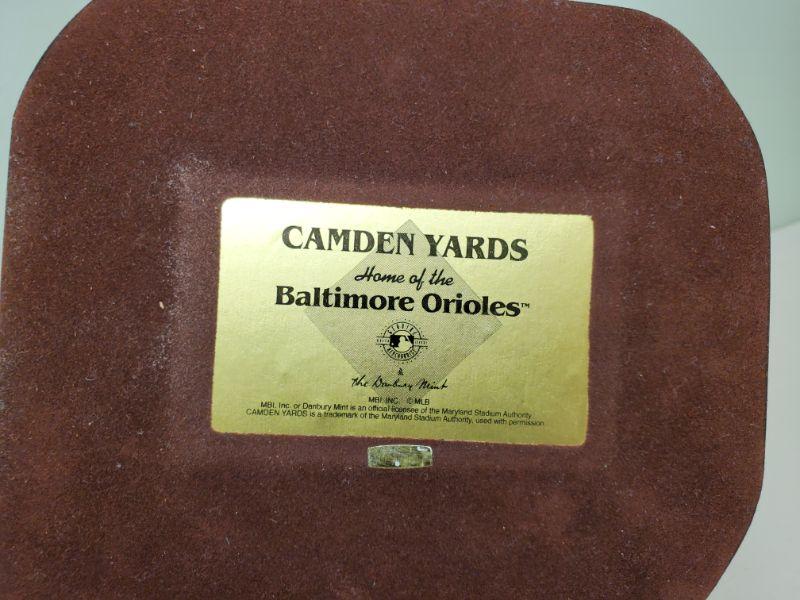 CAMDEN YARDS
Home of the
Baltimore Orioles™
GENUINE
MERCHANDISE
&
The Danbury Mint
MBI, INC. © MLB
MBI, Inc. or Danbury Mint is an official licensee of the Maryland Stadium Authority
CAMDEN YARDS is a trademark of the Maryland Stadium Authority, used with permission.